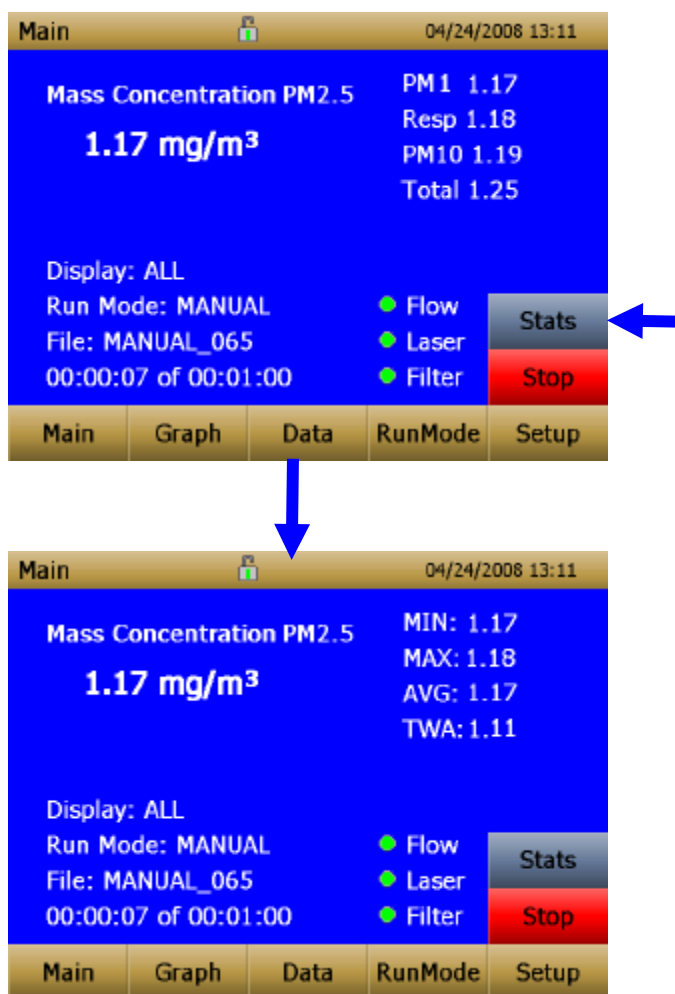 Main 04/24/2008 13:11
Mass Concentration PM2.5
1.17 mg/m³
PM1 1.17
Resp 1.18
PM10 1.19
Total 1.25
Display: ALL
Run Mode: MANUAL
File: MANUAL_065
00:00:07 of 00:01:00
Flow
Laser
Filter
Stats
Stop
Main Graph Data RunMode Setup
Main 04/24/2008 13:11
Mass Concentration PM2.5
1.17 mg/m³
MIN: 1.17
MAX: 1.18
AVG: 1.17
TWA: 1.11
Display: ALL
Run Mode: MANUAL
File: MANUAL_065
00:00:07 of 00:01:00
Flow
Laser
Filter
Stats
Stop
Main Graph Data RunMode Setup